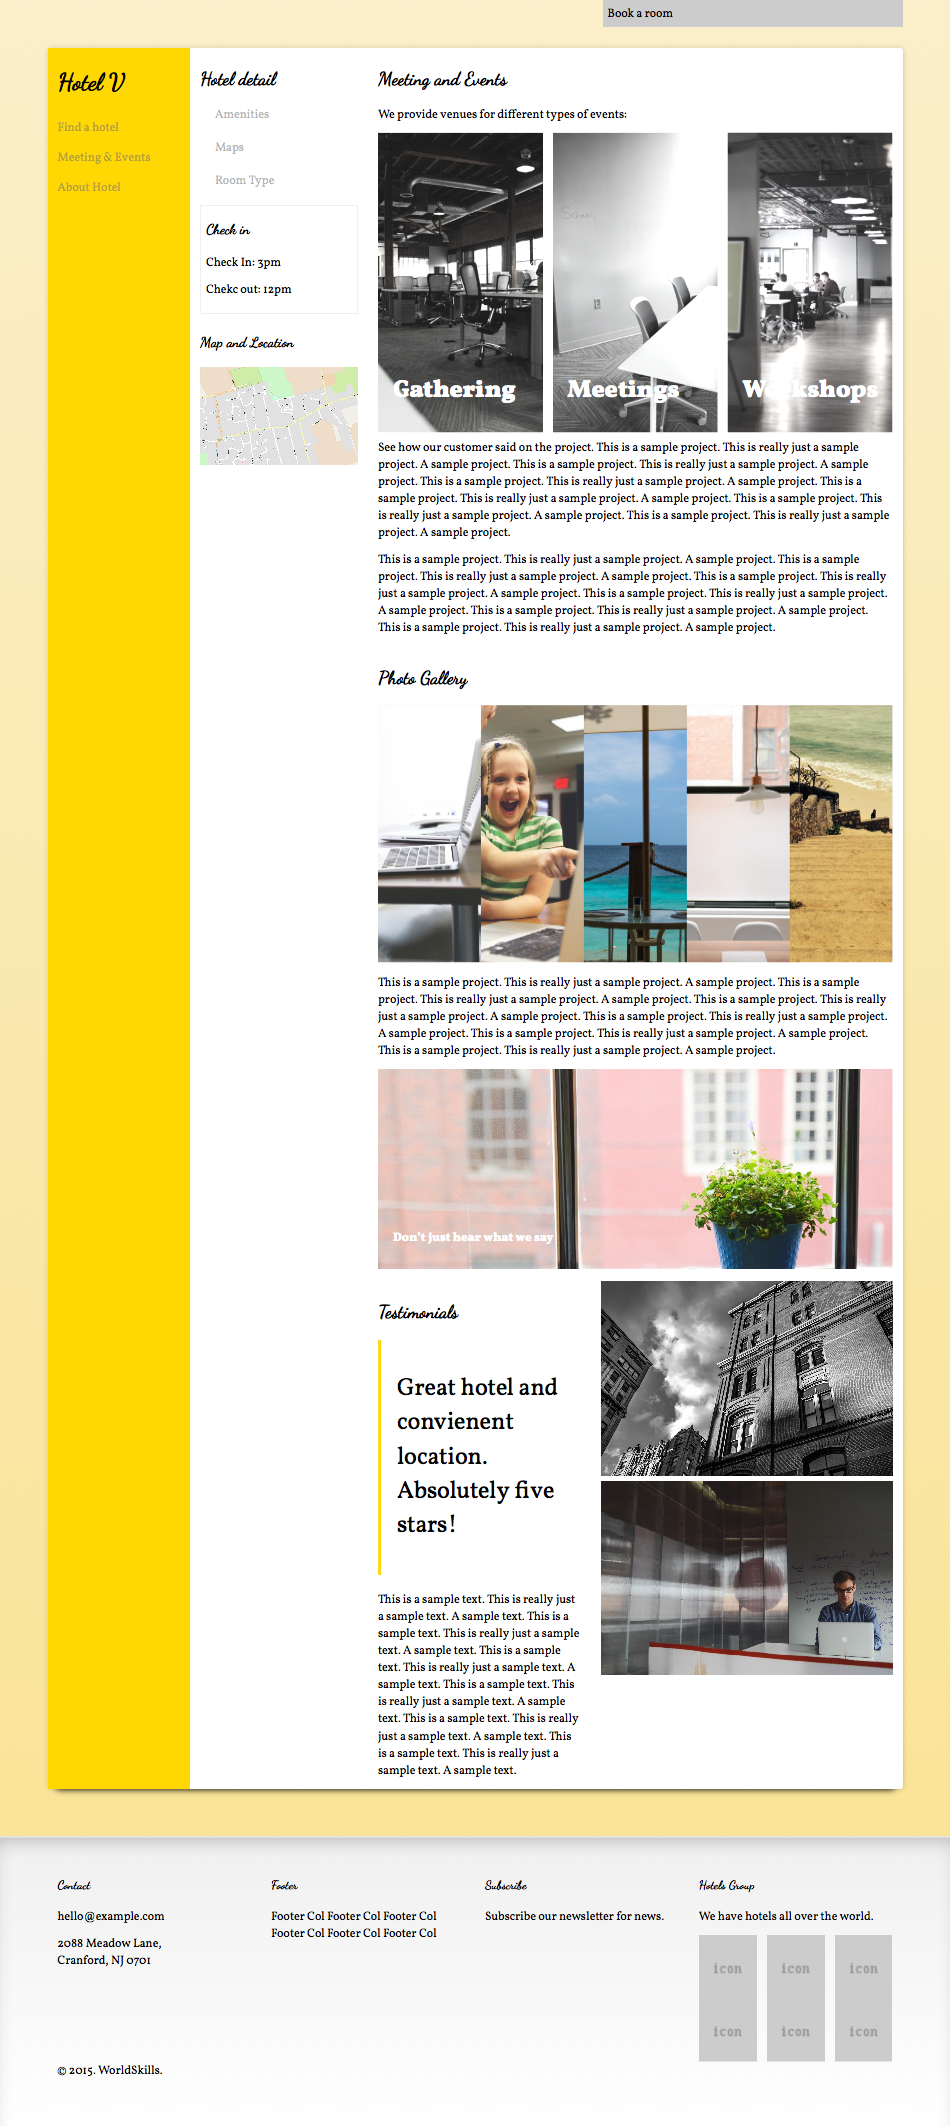 Book a room
Hotel V
Find a hotel
Meeting & Events
About Hotel
Hotel detail
Amenities
Maps
Room Type
Check in
Check In: 3pm
Chekc out: 12pm
Map and Location
Meeting and Events
We provide venues for different types of events:
Gathering
Meetings
Workshops
See how our customer said on the project. This is a sample project. This is really just a sample
project. A sample project. This is a sample project. This is really just a sample project. A sample
project. This is a sample project. This is really just a sample project. A sample project. This is a
sample project. This is really just a sample project. A sample project. This is a sample project. This
is really just a sample project. A sample project. This is a sample project. This is really just a sample
project. A sample project.
This is a sample project. This is really just a sample project. A sample project. This is a sample
project. This is really just a sample project. A sample project. This is a sample project. This is really
just a sample project. A sample project. This is a sample project. This is really just a sample project.
A sample project. This is a sample project. This is really just a sample project. A sample project.
This is a sample project. This is really just a sample project. A sample project.
Photo Gallery
This is a sample project. This is really just a sample project. A sample project. This is a sample
project. This is really just a sample project. A sample project. This is a sample project. This is really
just a sample project. A sample project. This is a sample project. This is really just a sample project.
A sample project. This is a sample project. This is really just a sample project. A sample project.
This is a sample project. This is really just a sample project. A sample project.
Don't just hear what we say
Testimonials
Great hotel and
convienent
location.
Absolutely five
stars!
This is a sample text. This is really just
a sample text. A sample text. This is a
sample text. This is really just a sample
text. A sample text. This is a sample
text. This is really just a sample text. A
sample text. This is a sample text. This
is really just a sample text. A sample
text. This is a sample text. This is really
just a sample text. A sample text. This
is a sample text. This is really just a
sample text. A sample text.
Contact
hello@example.com
2088 Meadow Lane,
Cranford, NJ 0701
© 2015. WorldSkills.
Footer
Footer Col Footer Col Footer Col
Footer Col Footer Col Footer Col
Subscribe
Subscribe our newsletter for news.
Hotels Group
We have hotels all over the world.
icon icon icon
icon icon icon